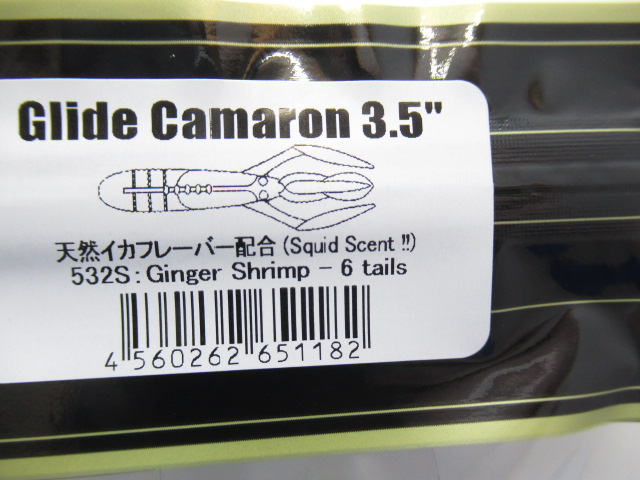 Glide Camaron 3.5"
天然イカフレーバー配合 (Squid Scent !!)
532S: Ginger Shrimp - 6 tails
4 560262 651182